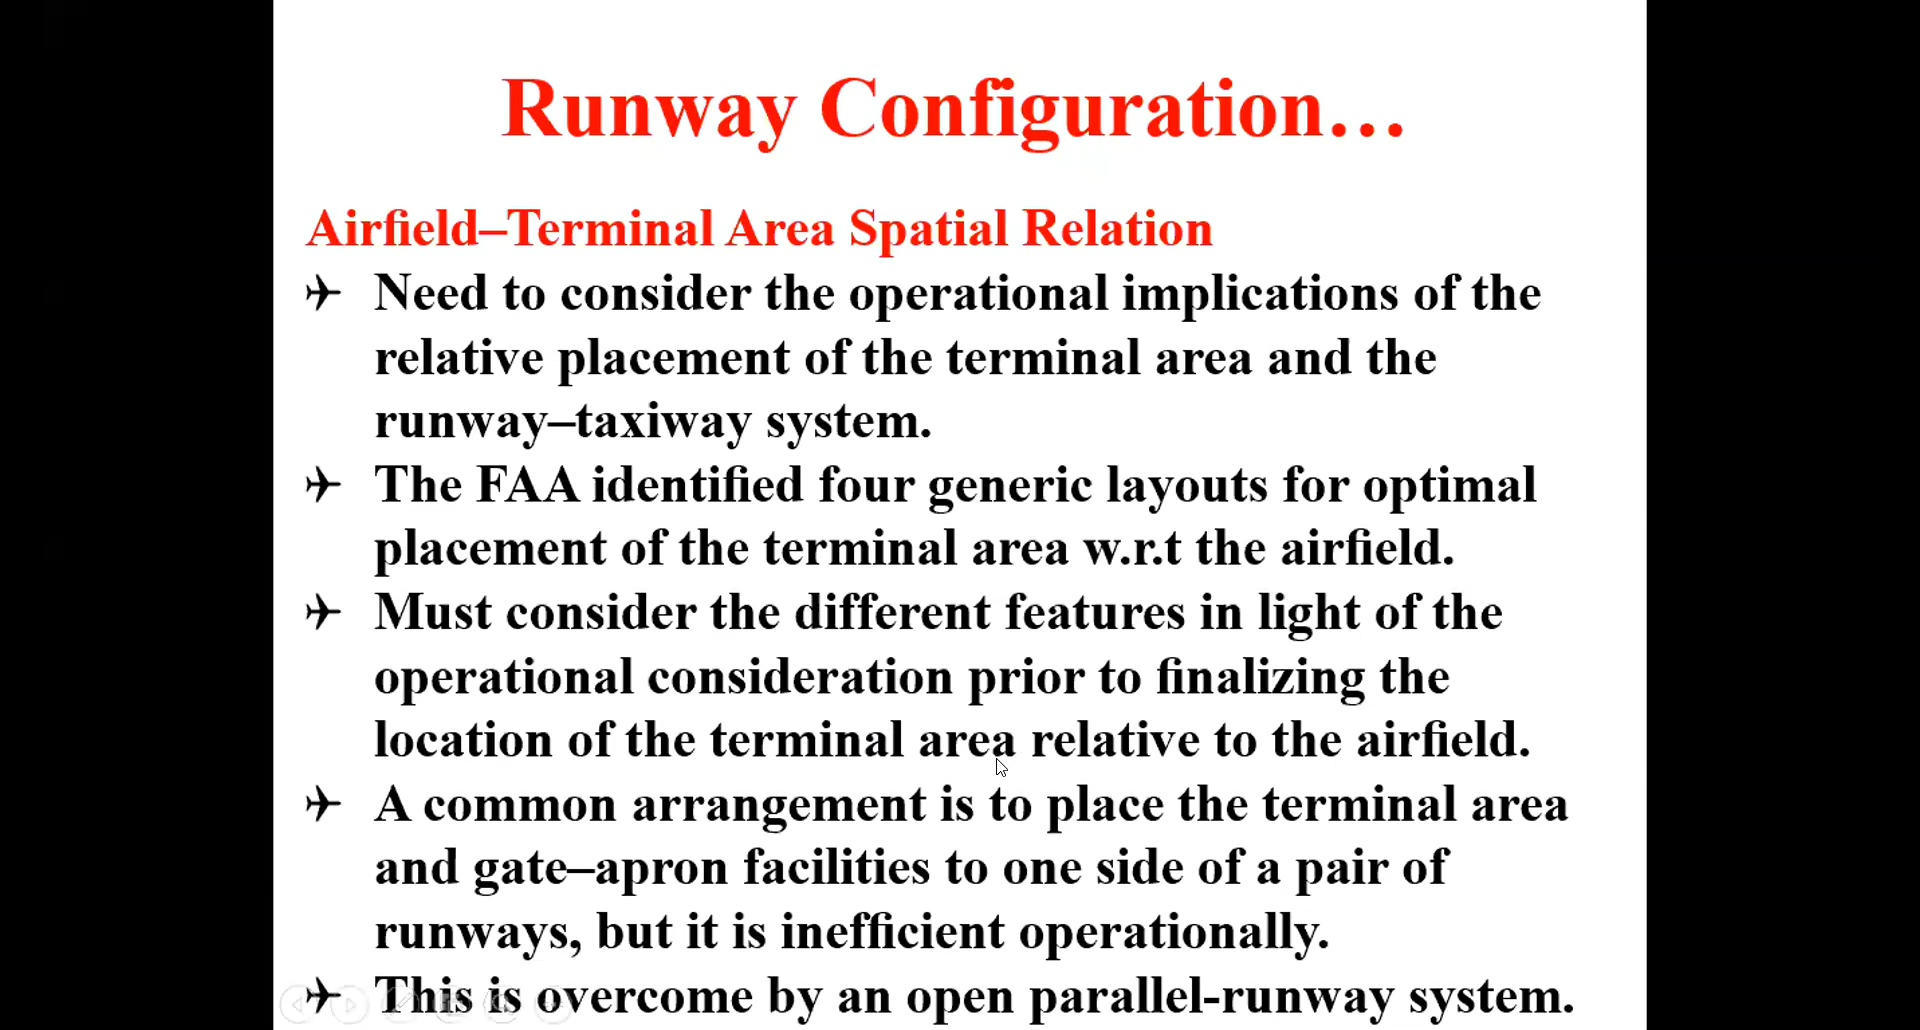 Runway Configuration…
Airfield–Terminal Area Spatial Relation
Need to consider the operational implications of the
relative placement of the terminal area and the
runway–taxiway system.
The FAA identified four generic layouts for optimal
placement of the terminal area w.r.t the airfield.
Must consider the different features in light of the
operational consideration prior to finalizing the
location of the terminal area relative to the airfield.
A common arrangement is to place the terminal area
and gate–apron facilities to one side of a pair of
runways, but it is inefficient operationally.
This is overcome by an open parallel-runway system.